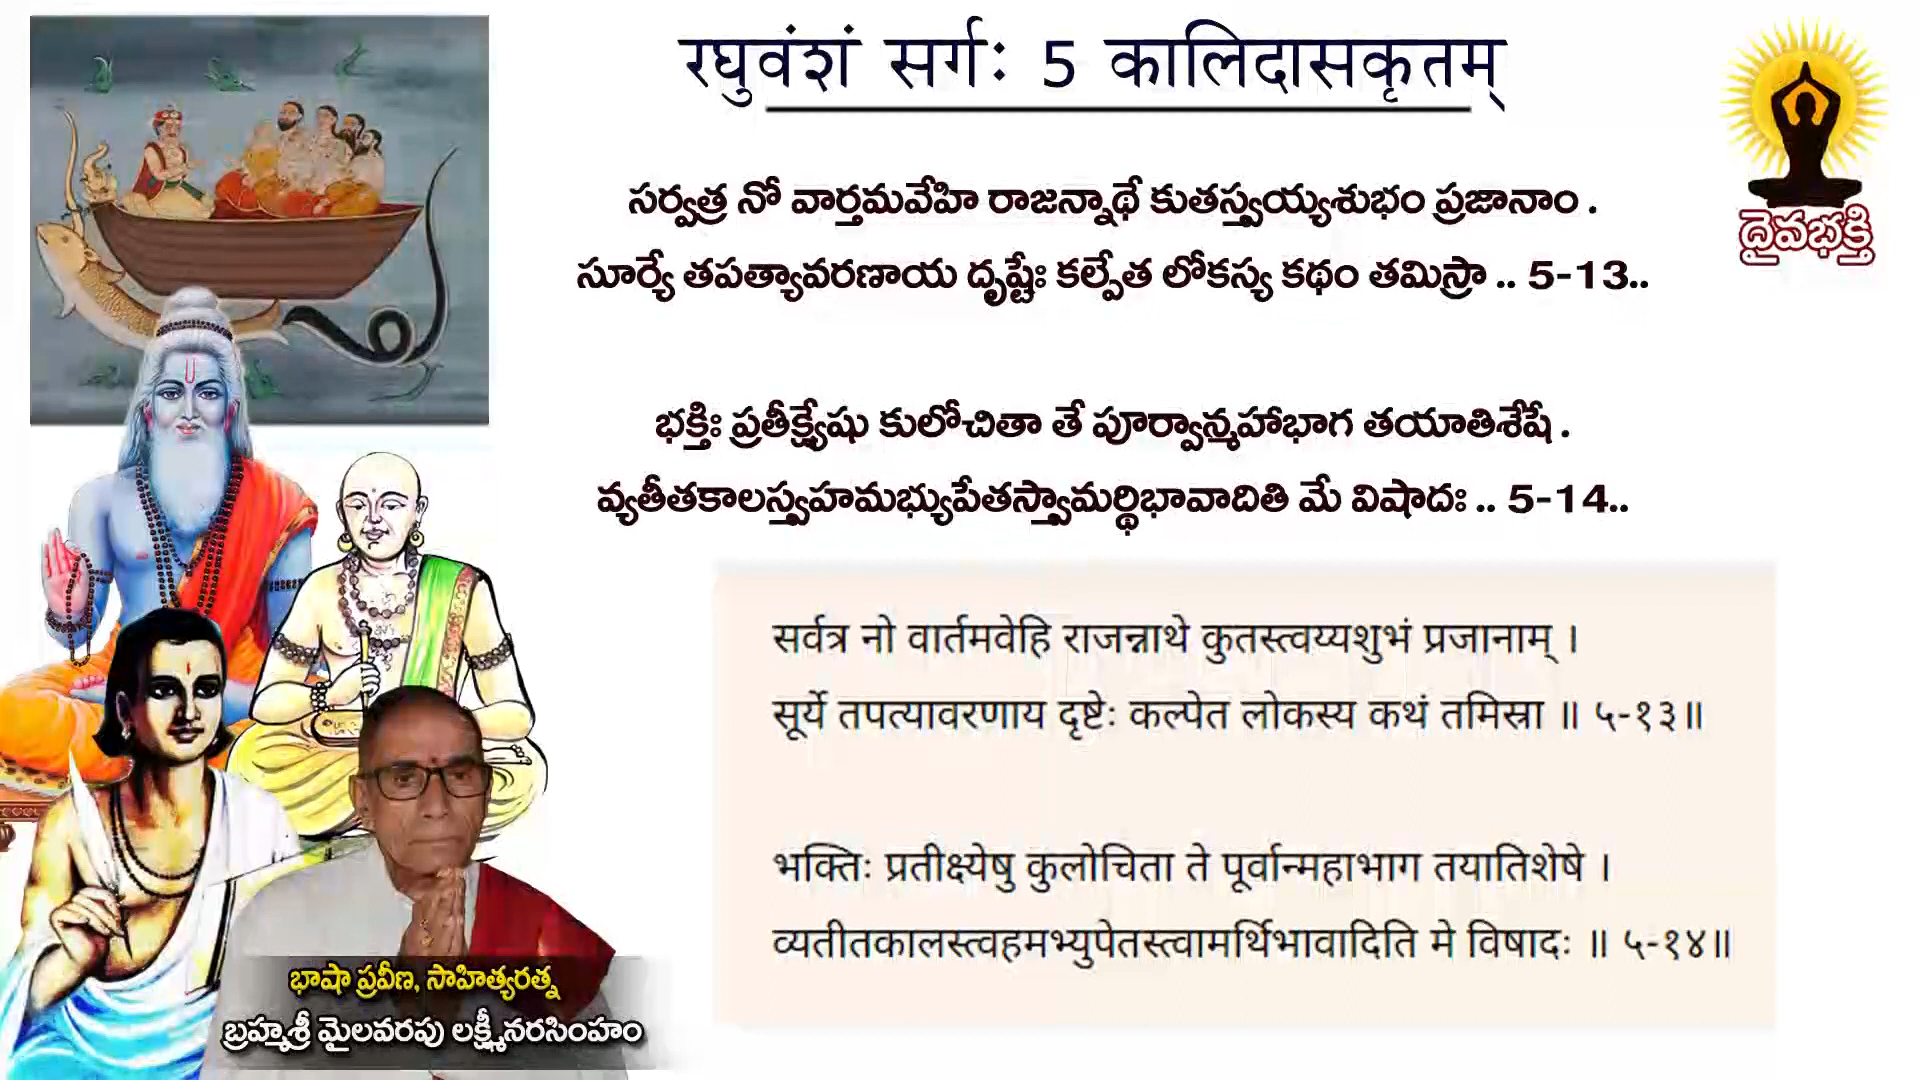 रघुवंशं सर्गः 5 कालिदासकृतम्
దైవభక్తి
సర్వత్ర నో వార్తమవేహి రాజన్నాథే కుతస్త్వయ్యశుభం ప్రజానాం .
సూర్యే తపత్యావరణాయ దృష్టేః కల్పేత లోకస్య కథం తమిస్రా .. 5-13..
భక్తిః ప్రతీక్ష్యేషు కులోచితా తే పూర్వాన్మహాభాగ తయాతిశేషే .
వ్యతీతకాలస్త్వహమభ్యుపేతస్త్వామర్థిభావాదితి మే విషాదః .. 5-14..
सर्वत्र नो वार्तमवेहि राजन्नाथे कुतस्त्वय्यशुभं प्रजानाम् ।
सूर्ये तपत्यावरणाय दृष्टेः कल्पेत लोकस्य कथं तमिस्रा ॥ ५-१३॥
भक्तिः प्रतीक्ष्येषु कुलोचिता ते पूर्वान्महाभाग तयातिशेषे ।
व्यतीतकालस्त्वहमभ्युपेतस्त्वामर्थिभावादिति मे विषादः ॥ ५-१४॥
భాషా ప్రవీణ, సాహిత్యరత్న
బ్రహ్మశ్రీ మైలవరపు లక్ష్మీనరసింహం